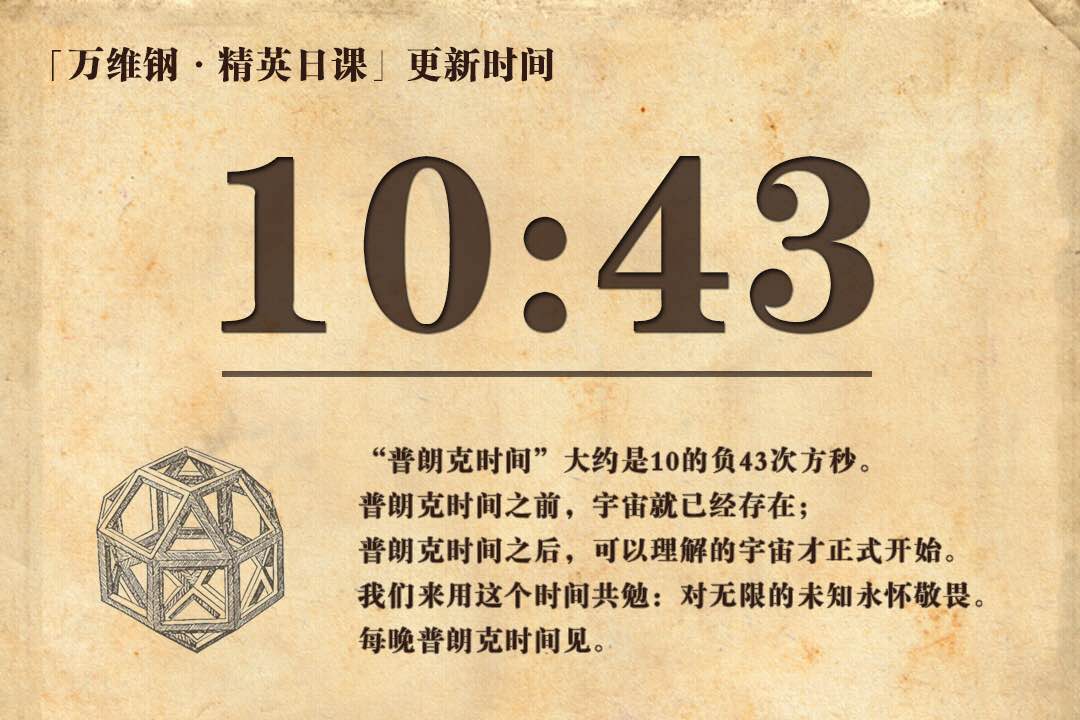 「万维钢·精英日课」更新时间
10:43
“普朗克时间”大约是10的负43次方秒。
普朗克时间之前，宇宙就已经存在；
普朗克时间之后，可以理解的宇宙才正式开始。
我们来用这个时间共勉：对无限的未知永怀敬畏。
每晚普朗克时间见。